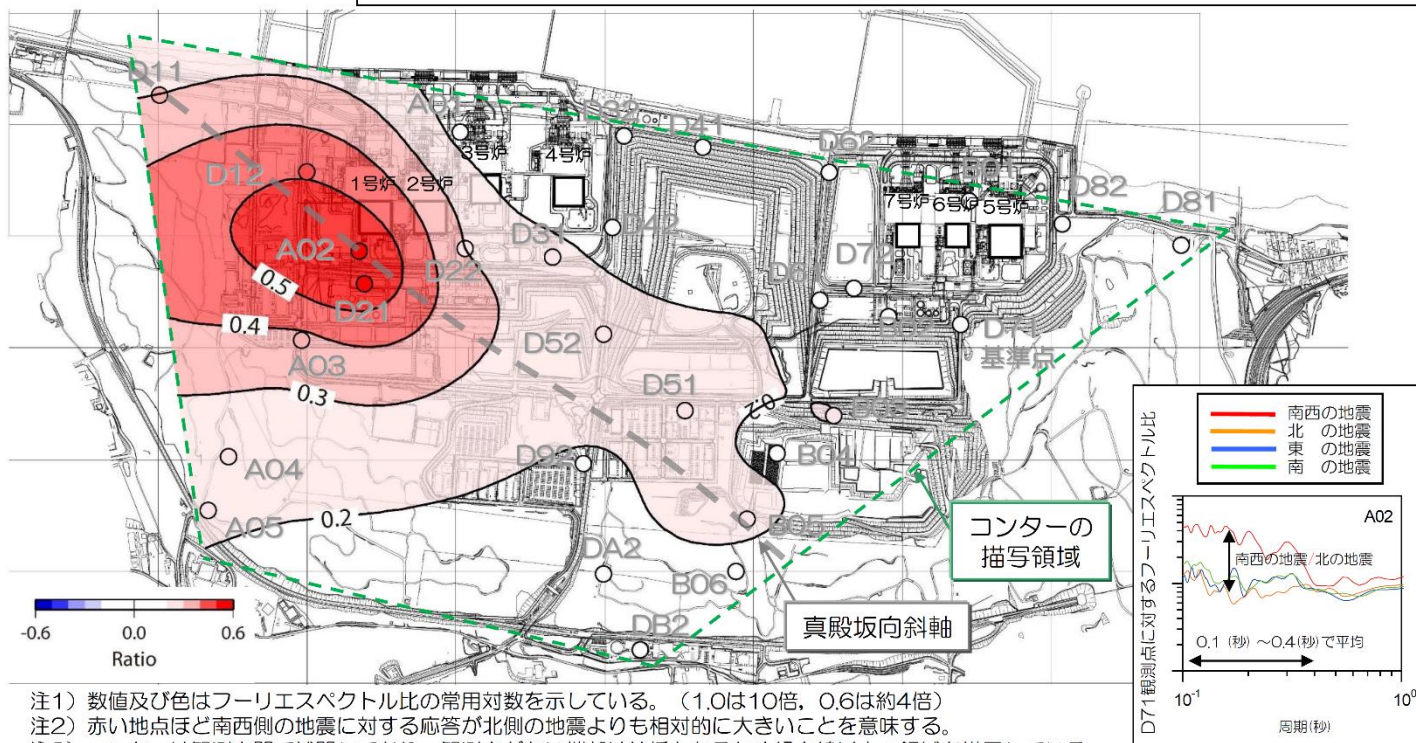 D11
A01
D32
D41
D62
B01
D82
D81
D12
1号炉
2号炉
3号炉
4号炉
7号炉
6号炉
5号炉
A02
D22
D31
D42
D72
0.5
D21
0.4
A03
D52
D71
基準点
0.3
D51
0.2
A04
D92
B04
A05
0.2
B05
DA2
B06
DB2
コンターの
描写領域
真殿坂向斜軸
-0.6
0.0
0.6
Ratio
南西の地震
北 の地震
東 の地震
南 の地震
D71観測点に対するフーリエスペクトル比
A02
南西の地震/北の地震
0.1 (秒) ~0.4(秒)で平均
10-1
100
周期(秒)
注1) 数値及び色はフーリエスペクトル比の常用対数を示している。(1.0は10倍,0.6は約4倍)
注2) 赤い地点ほど南西側の地震に対する応答が北側の地震よりも相対的に大きいことを意味する。